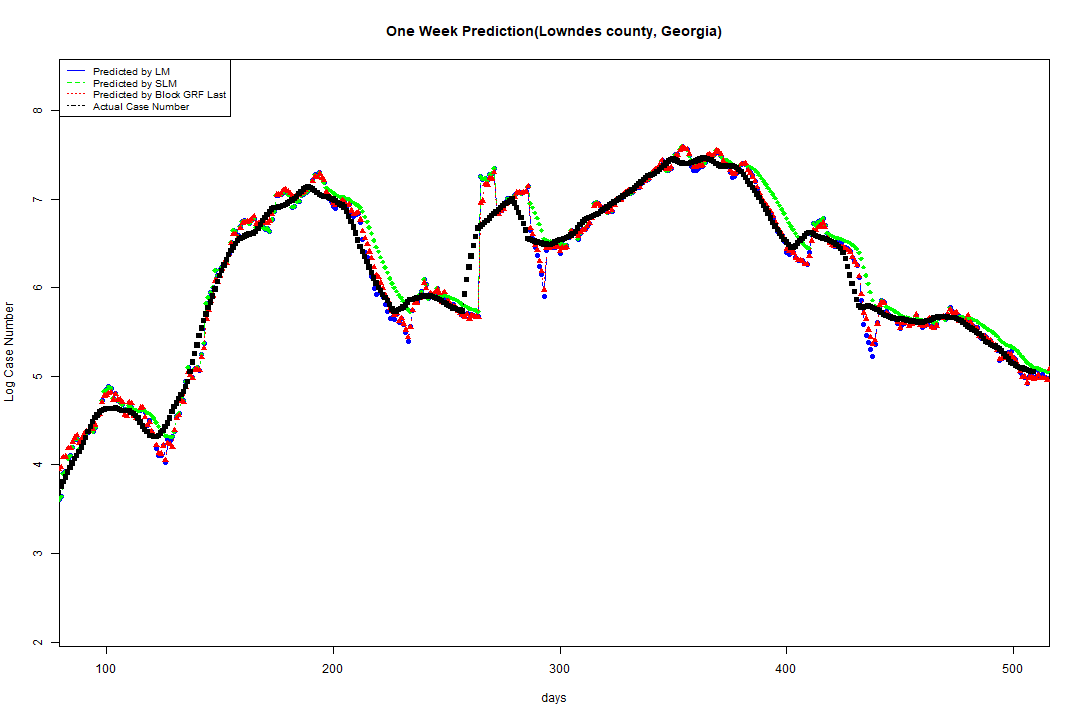 One Week Prediction(Lowndes county, Georgia)
Predicted by LM
Predicted by SLM
Predicted by Block GRF Last
Actual Case Number
Log Case Number
8
7
6
5
4
3
2
100 200 300 400 500
days